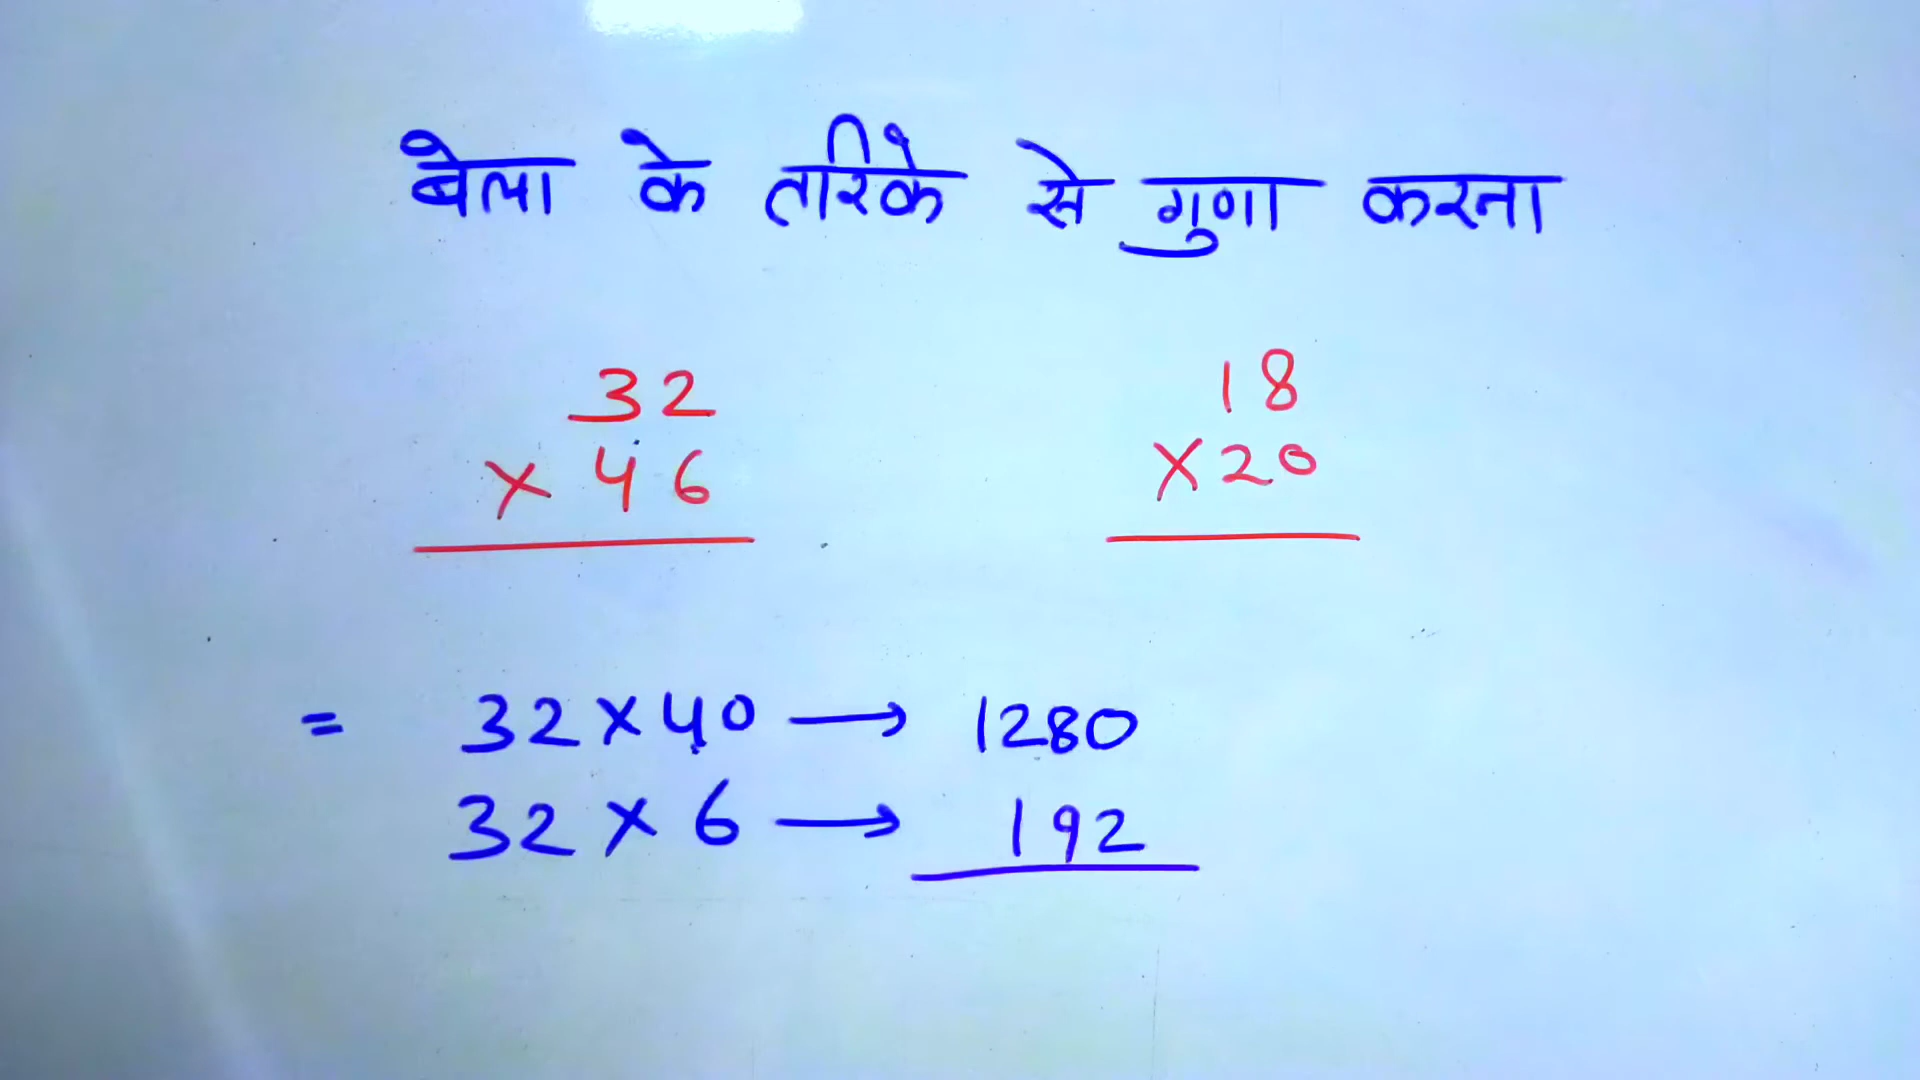 बेला के तरिके से गुणा करना
32 18
× 46 ×20
= 32×40 → 1280
32 × 6 → 192